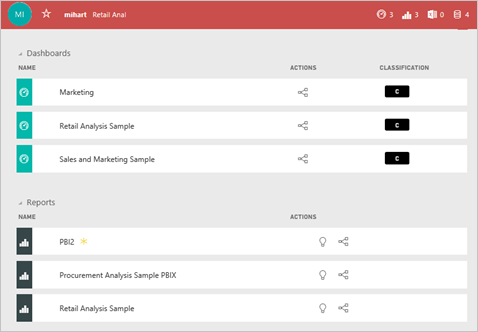 MI mihart Retail Anal 3 3 0 4
Dashboards
NAME ACTIONS CLASSIFICATION
Marketing C
Retail Analysis Sample C
Sales and Marketing Sample C
Reports
NAME ACTIONS
PBI2
Procurement Analysis Sample PBIX
Retail Analysis Sample